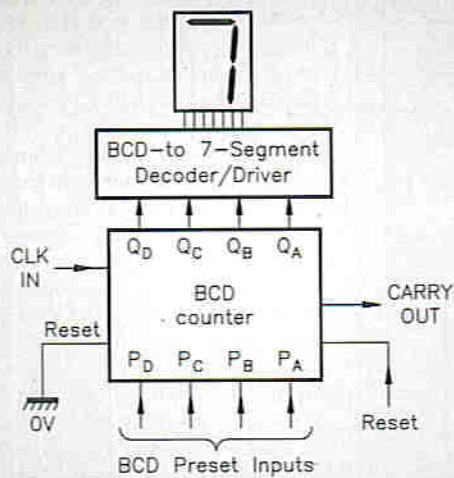 7
BCD-to 7-Segment
Decoder/Driver
QD QC QB QA
CLK
IN
BCD
counter
CARRY
OUT
Reset
PD PC PB PA
0V
Reset
BCD Preset Inputs